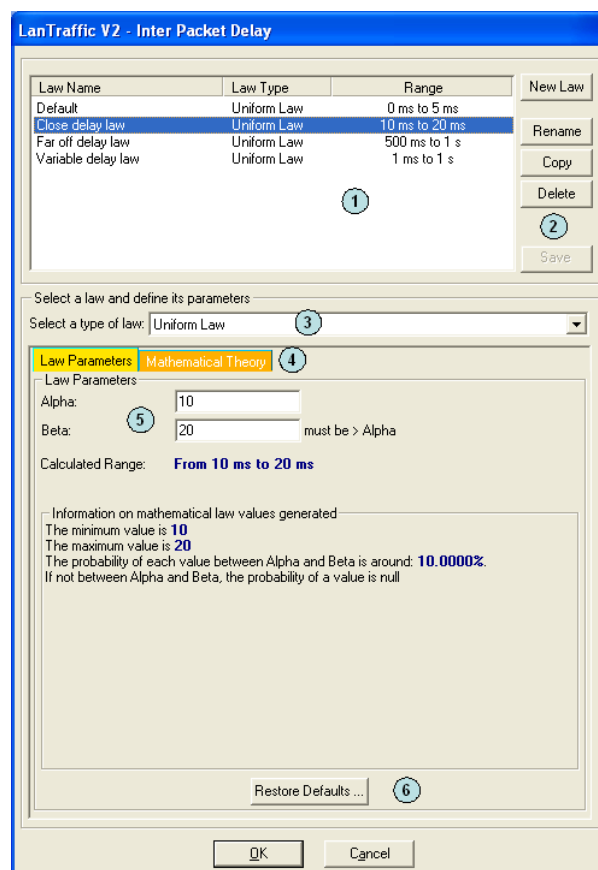 LanTraffic V2 - Inter Packet Delay
Law Name Law Type Range New Law
Default Uniform Law 0 ms to 5 ms
Close delay law Uniform Law 10 ms to 20 ms Rename
Far off delay law Uniform Law 500 ms to 1 s
Variable delay law Uniform Law 1 ms to 1 s Copy
Delete
1
2
Save
Select a law and define its parameters
Select a type of law: Uniform Law 3
Law Parameters Mathematical Theory 4
Law Parameters
Alpha: 10
5
Beta: 20 must be > Alpha
Calculated Range: From 10 ms to 20 ms
Information on mathematical law values generated
The minimum value is 10
The maximum value is 20
The probability of each value between Alpha and Beta is around: 10.0000%.
If not between Alpha and Beta, the probability of a value is null
Restore Defaults ... 6
OK Cancel